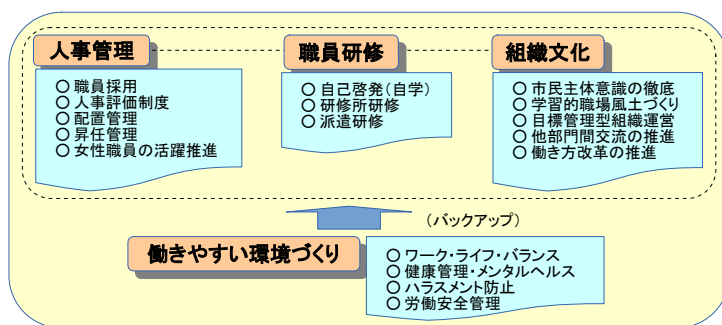 人事管理
○ 職員採用
○ 人事評価制度
○ 配置管理
○ 昇任管理
○ 女性職員の活躍推進
職員研修
○ 自己啓発(自学)
○ 研修所研修
○ 派遣研修
組織文化
○ 市民主体意識の徹底
○ 学習的職場風土づくり
○ 目標管理型組織運営
○ 他部門間交流の推進
○ 働き方改革の推進
(バックアップ)
働きやすい環境づくり
○ ワーク・ライフ・バランス
○ 健康管理・メンタルヘルス
○ ハラスメント防止
○ 労働安全管理